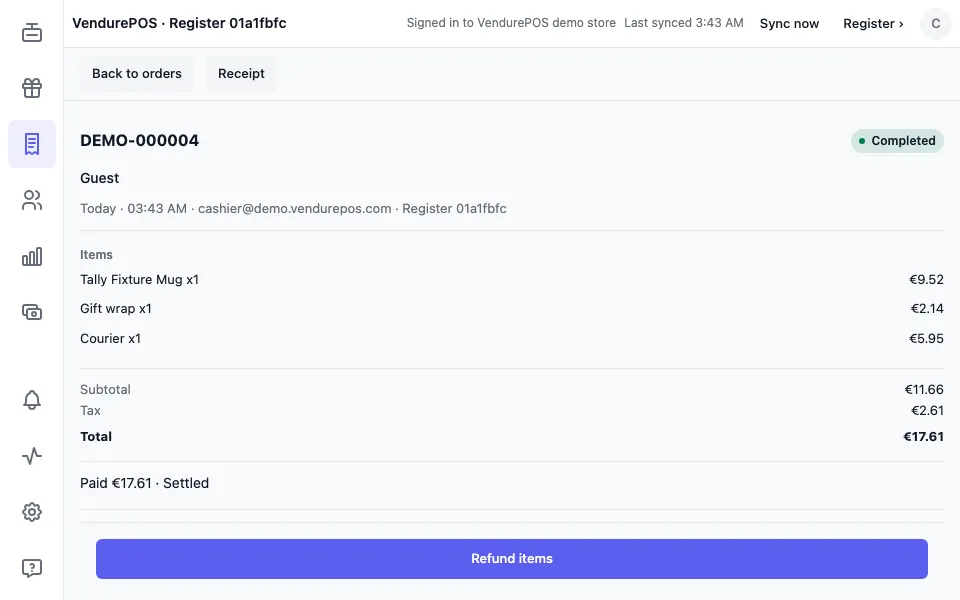 VendurePOS · Register 01a1fbfc
Signed in to VendurePOS demo store Last synced 3:43 AM Sync now Register › C
Back to orders Receipt
DEMO-000004 Completed
Guest
Today · 03:43 AM · cashier@demo.vendurepos.com · Register 01a1fbfc
Items
Tally Fixture Mug x1 €9.52
Gift wrap x1 €2.14
Courier x1 €5.95
Subtotal €11.66
Tax €2.61
Total €17.61
Paid €17.61 · Settled
Refund items